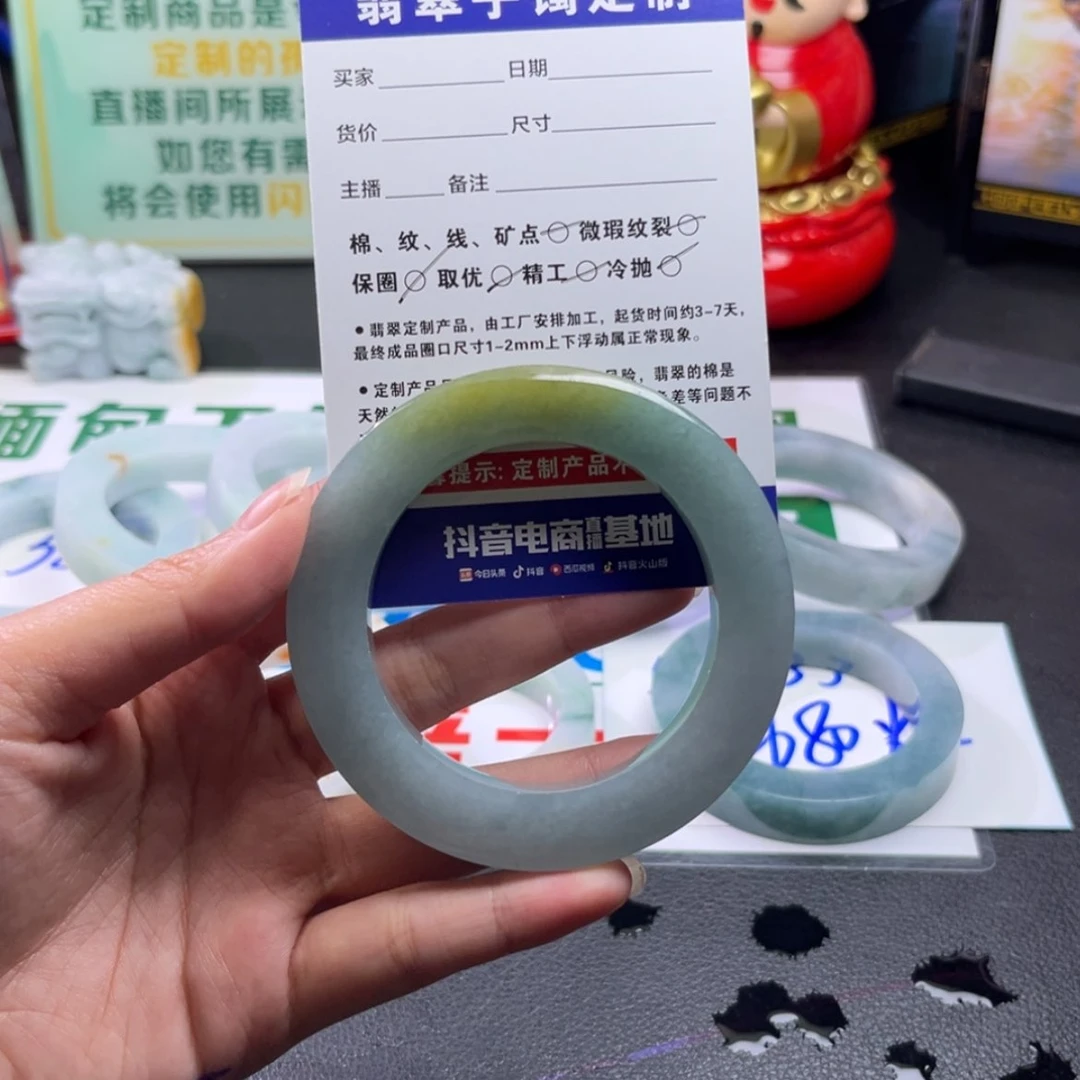 定制商品是
定制的
直播间所展
如您有需
将会使用闪
翡翠手镯定制
买家 日期
货价 尺寸
主播 备注
棉、纹、线、矿点 微瑕纹裂
保圈 取优 精工 冷抛
•翡翠定制产品，由工厂安排加工，起货时间约3-7天，
最终成品圈口尺寸1-2mm上下浮动属正常现象。
•定制产品 风险，翡翠的棉是
天然 色差等问题不
提示: 定制产品不
抖音电商直播基地
今日头条 抖音 西瓜视频 抖音火山版
缅甸